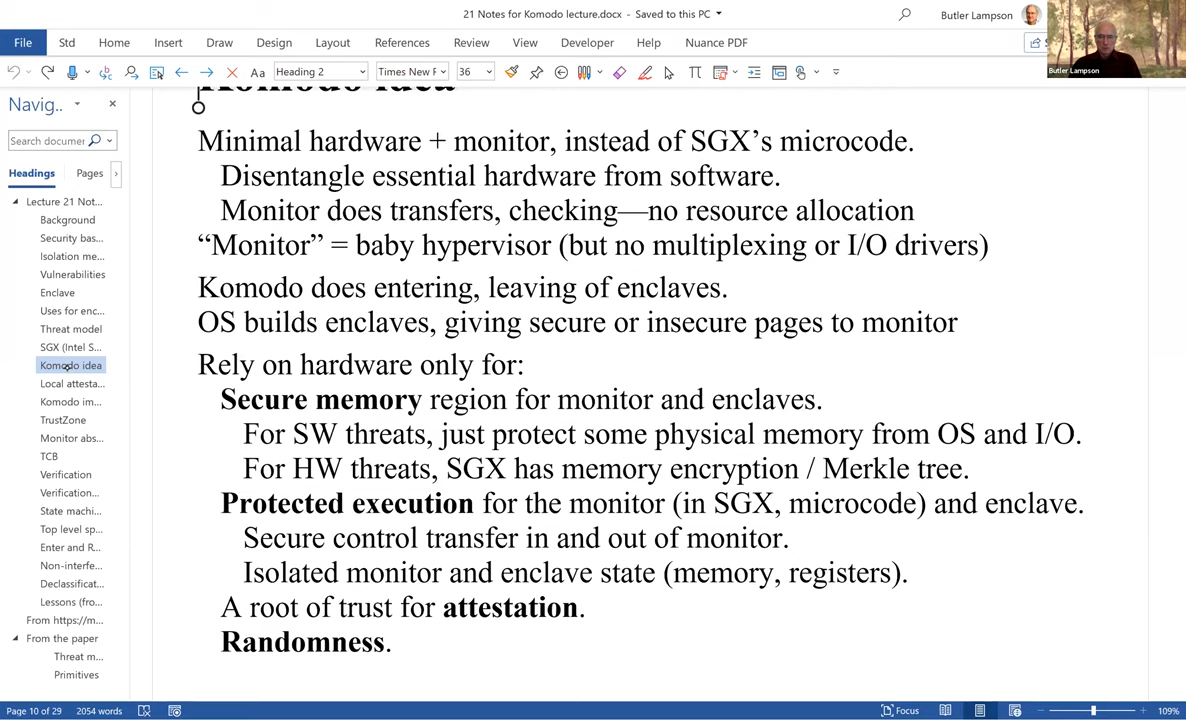 21 Notes for Komodo lecture.docx - Saved to this PC
Butler Lampson
File Std Home Insert Draw Design Layout References Review View Developer Help Nuance PDF
Aa Heading 2 Times New F 36
Butler Lampson
Navig..
Search documen
Headings Pages
Lecture 21 Not...
Background
Security bas...
Isolation me...
Vulnerabilities
Enclave
Uses for enc...
Threat model
SGX (Intel S...
Komodo idea
Local attesta...
Komodo im...
TrustZone
Monitor abs...
TCB
Verification
Verification...
State machi...
Top level sp...
Enter and R...
Non-interfe...
Declassificat...
Lessons (fro...
From https://m...
From the paper
Threat m...
Primitives
Komodo idea
Minimal hardware + monitor, instead of SGX’s microcode.
Disentangle essential hardware from software.
Monitor does transfers, checking—no resource allocation
“Monitor” = baby hypervisor (but no multiplexing or I/O drivers)
Komodo does entering, leaving of enclaves.
OS builds enclaves, giving secure or insecure pages to monitor
Rely on hardware only for:
Secure memory region for monitor and enclaves.
For SW threats, just protect some physical memory from OS and I/O.
For HW threats, SGX has memory encryption / Merkle tree.
Protected execution for the monitor (in SGX, microcode) and enclave.
Secure control transfer in and out of monitor.
Isolated monitor and enclave state (memory, registers).
A root of trust for attestation.
Randomness.
Page 10 of 29 2054 words Focus 109%